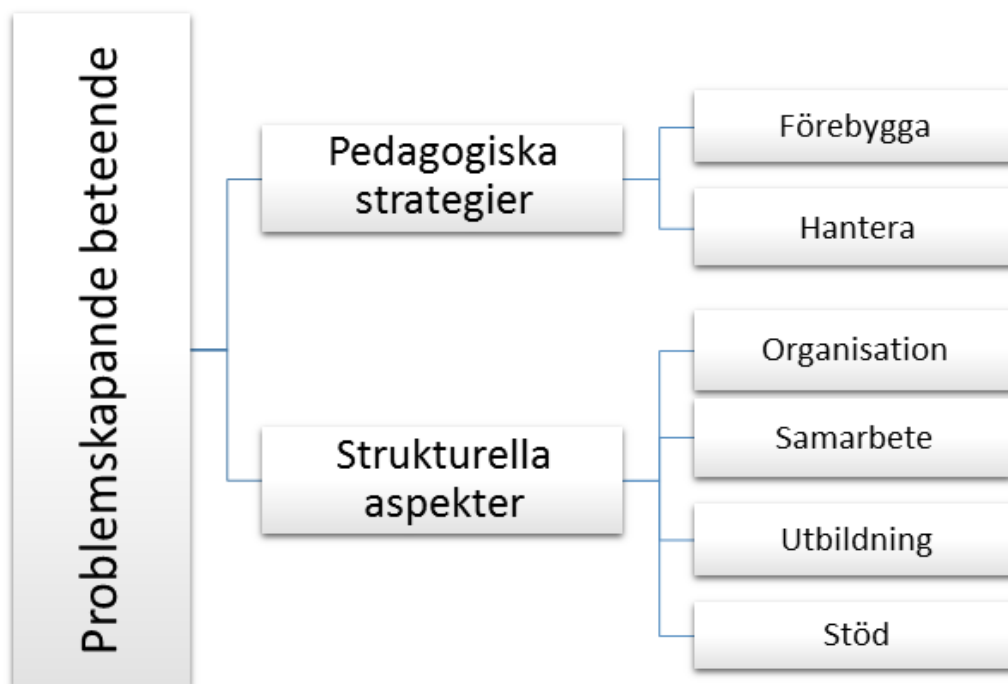 Problemskapande beteende
Pedagogiska
strategier
Förebygga
Hantera
Strukturella
aspekter
Organisation
Samarbete
Utbildning
Stöd